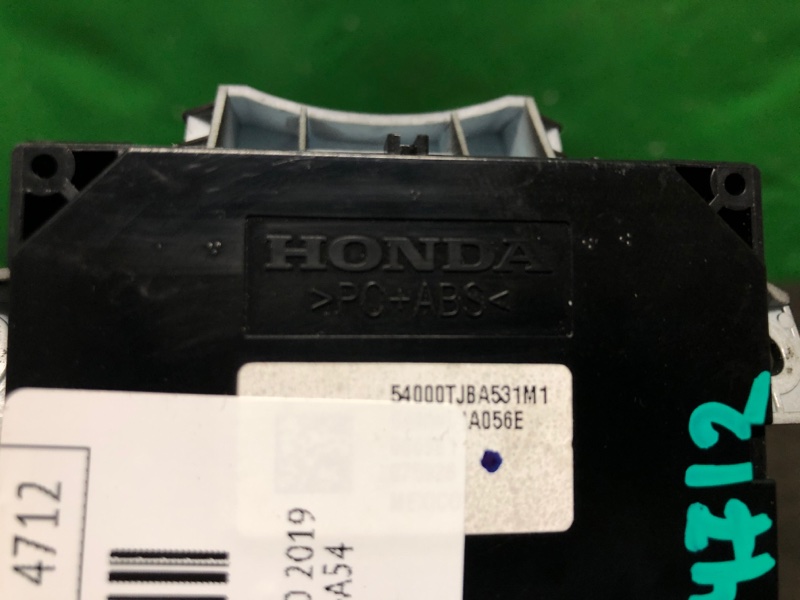 HONDA
>PC+ABS<
54000TJBA531M1
A056E
4712
2019
A54
4712